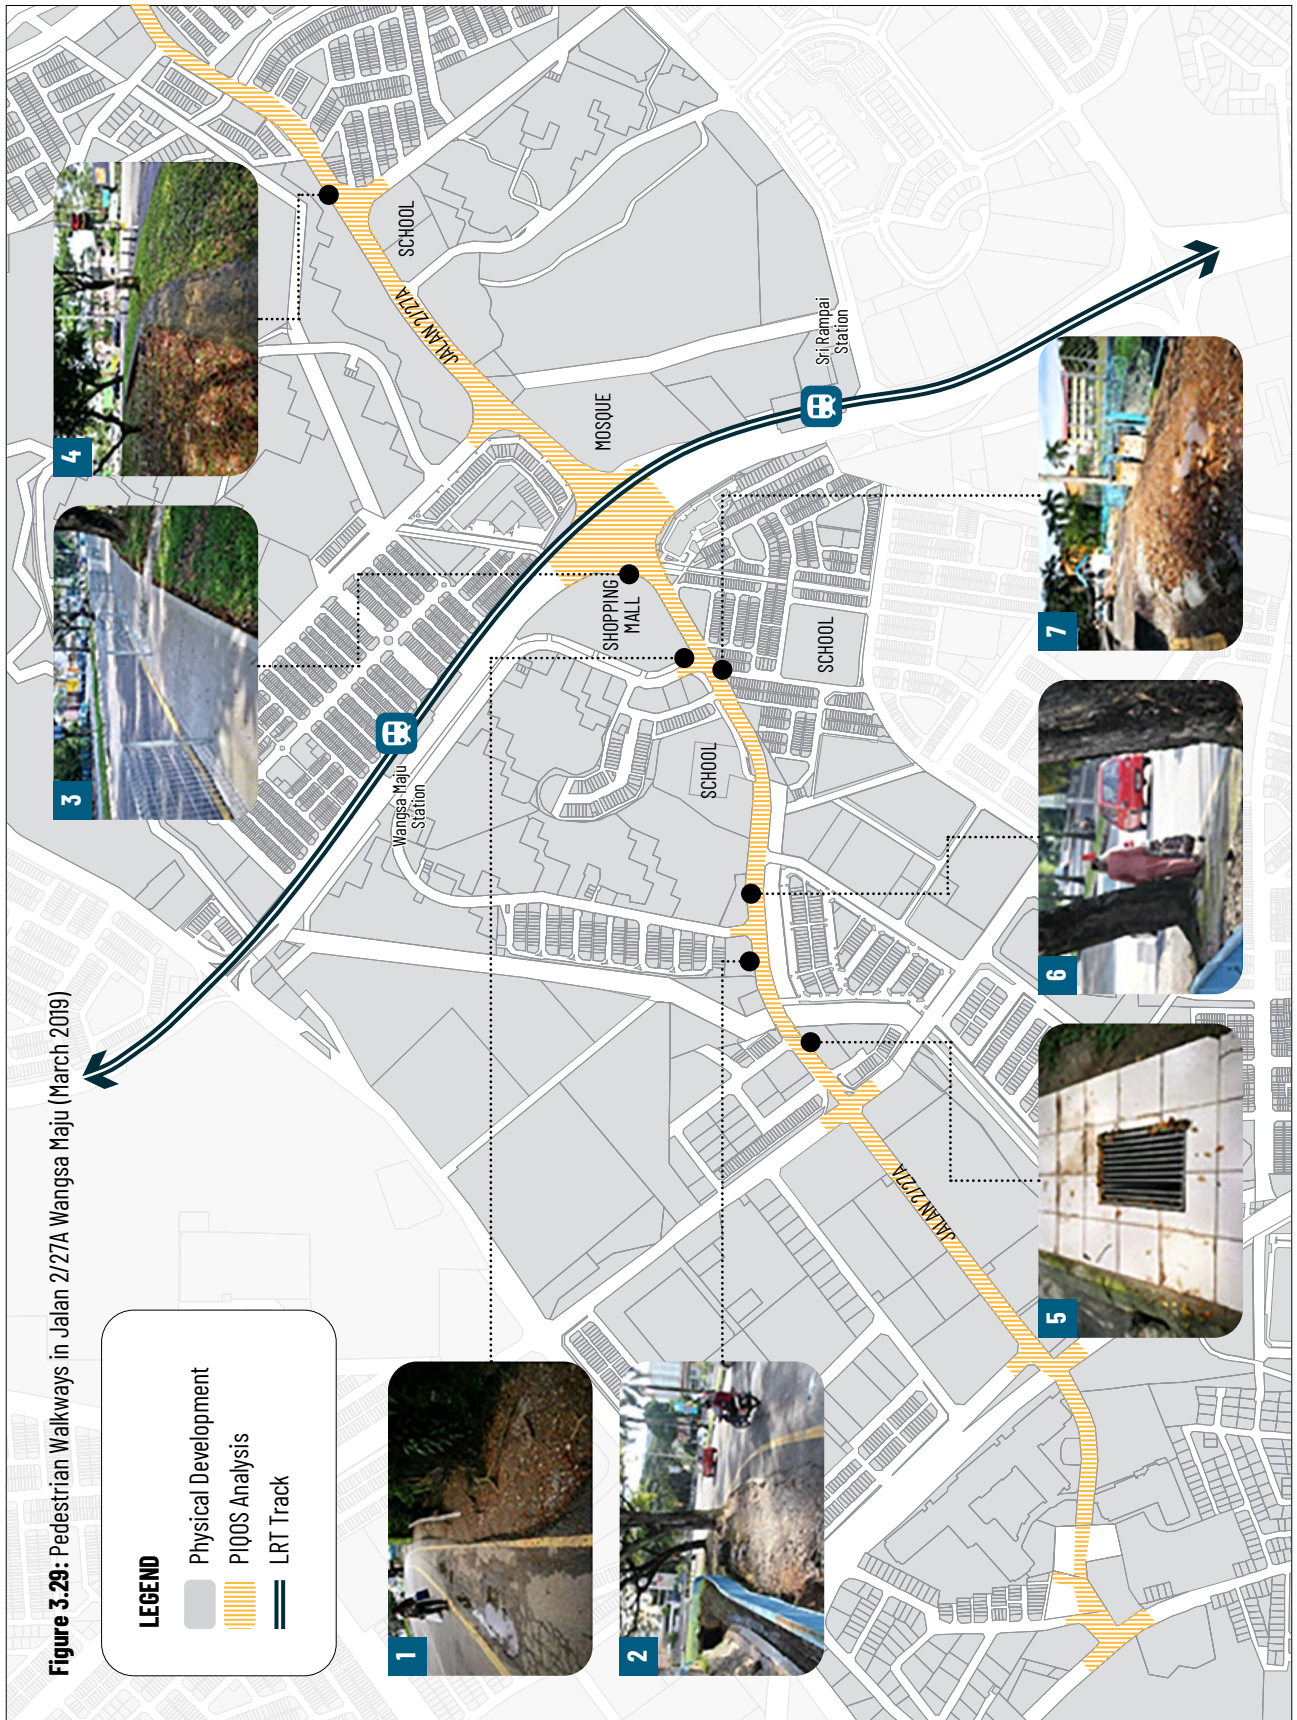 Figure 3.29: Pedestrian Walkways in Jalan 2/27A Wangsa Maju (March 2019)
LEGEND
Physical Development
PIQOS Analysis
LRT Track
1
2
3
4
5
6
7
Wangsa Maju
Station
Sri Rampai
Station
SHOPPING
MALL
MOSQUE
SCHOOL
SCHOOL
SCHOOL
JALAN 2/27A
JALAN 2/27A